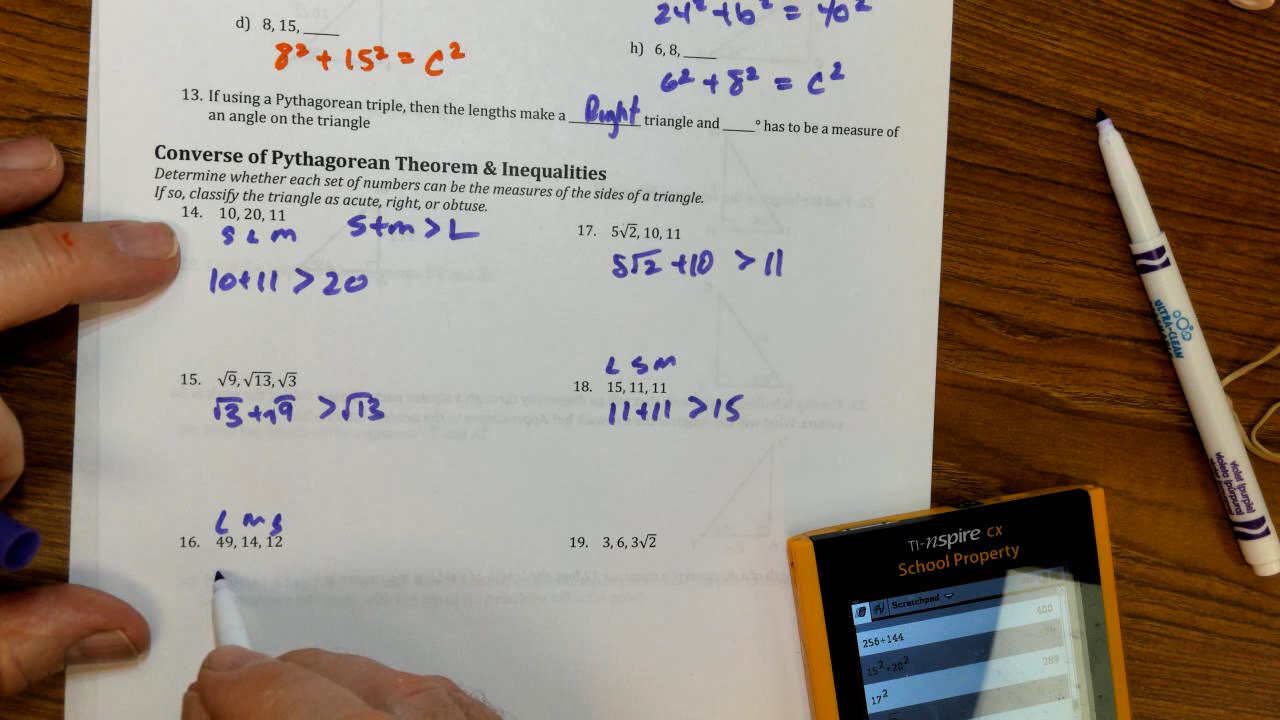 24² + b² = 40²
d) 8, 15, ____
8² + 15² = c²
h) 6, 8, ____
6² + 8² = c²
13. If using a Pythagorean triple, then the lengths make a Right triangle and ____° has to be a measure of
an angle on the triangle
Converse of Pythagorean Theorem & Inequalities
Determine whether each set of numbers can be the measures of the sides of a triangle.
If so, classify the triangle as acute, right, or obtuse.
14. 10, 20, 11
S L M
S+m > L
10+11 > 20
17. 5√2, 10, 11
5√2 + 10 > 11
15. √9, √13, √3
√3 + √9 > √13
L S M
18. 15, 11, 11
11+11 > 15
L M S
16. 49, 14, 12
19. 3, 6, 3√2
TI-nspire CX
School Property
Scratchpad
400
256+144
15²+20²
289
17²
ULTRA-CLEAN
violet (purple)